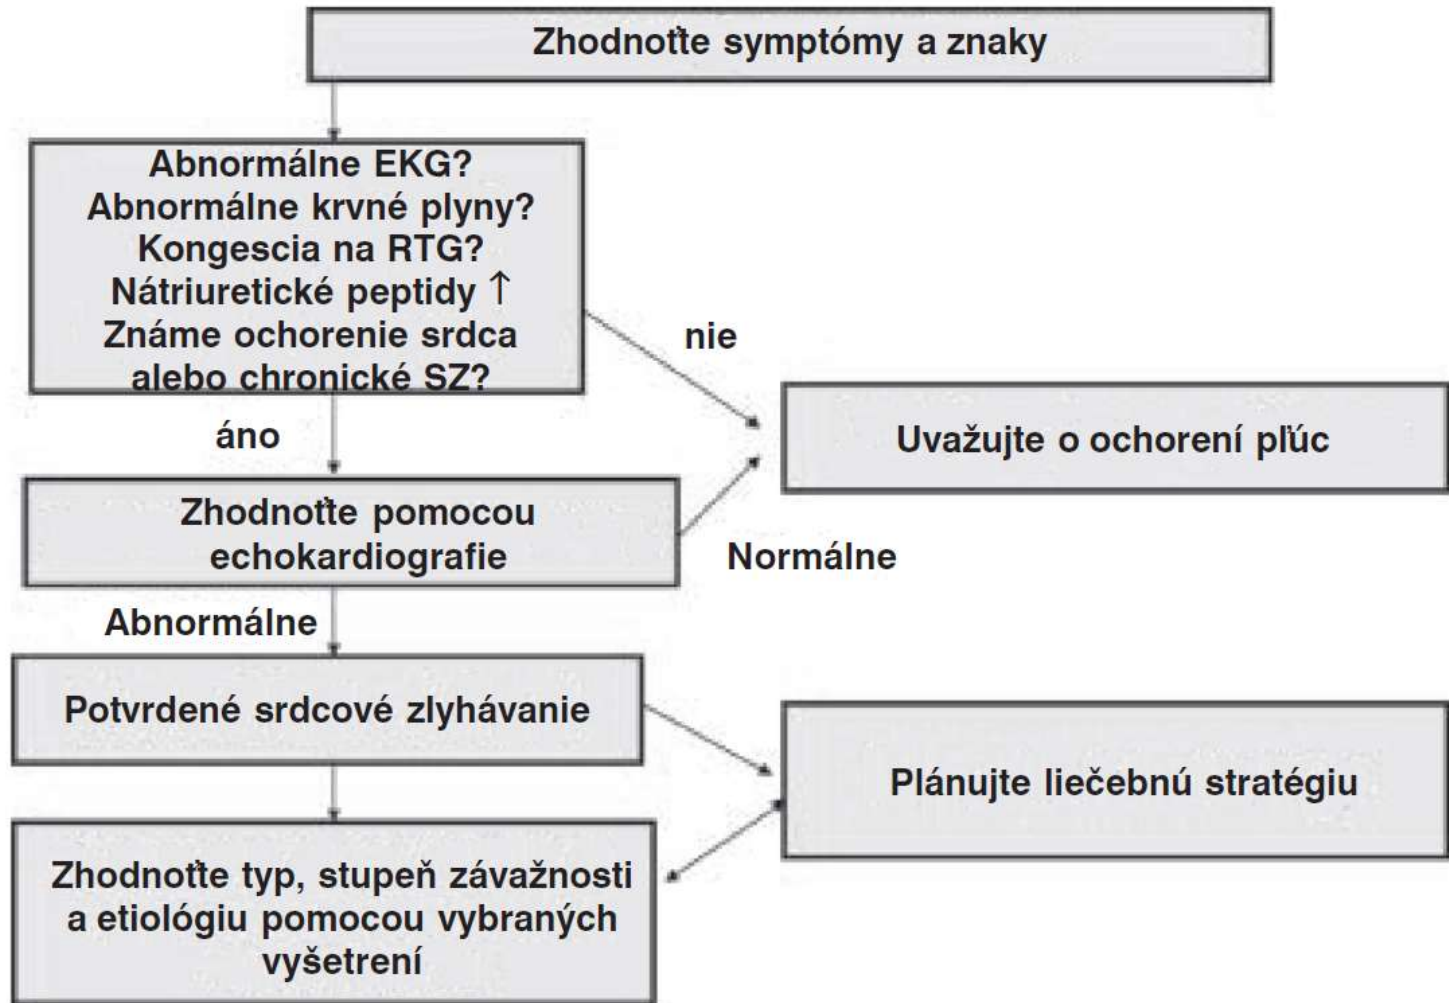 Zhodnoťte symptómy a znaky
Abnormálne EKG?
Abnormálne krvné plyny?
Kongescia na RTG?
Nátriuretické peptidy ↑
Známe ochorenie srdca
alebo chronické SZ?
nie
Uvažujte o ochorení pľúc
áno
Zhodnoťte pomocou
echokardiografie
Normálne
Abnormálne
Potvrdené srdcové zlyhávanie
Plánujte liečebnú stratégiu
Zhodnoťte typ, stupeň závažnosti
a etiológiu pomocou vybraných
vyšetrení